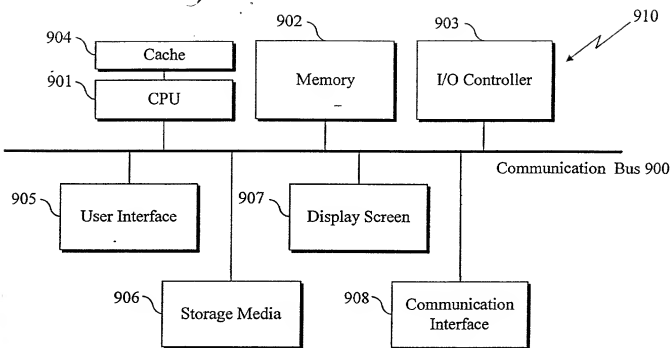 904
Cache
901
CPU
902
Memory
903
I/O Controller
910
Communication Bus 900
905
User Interface
907
Display Screen
906
Storage Media
908
Communication
Interface